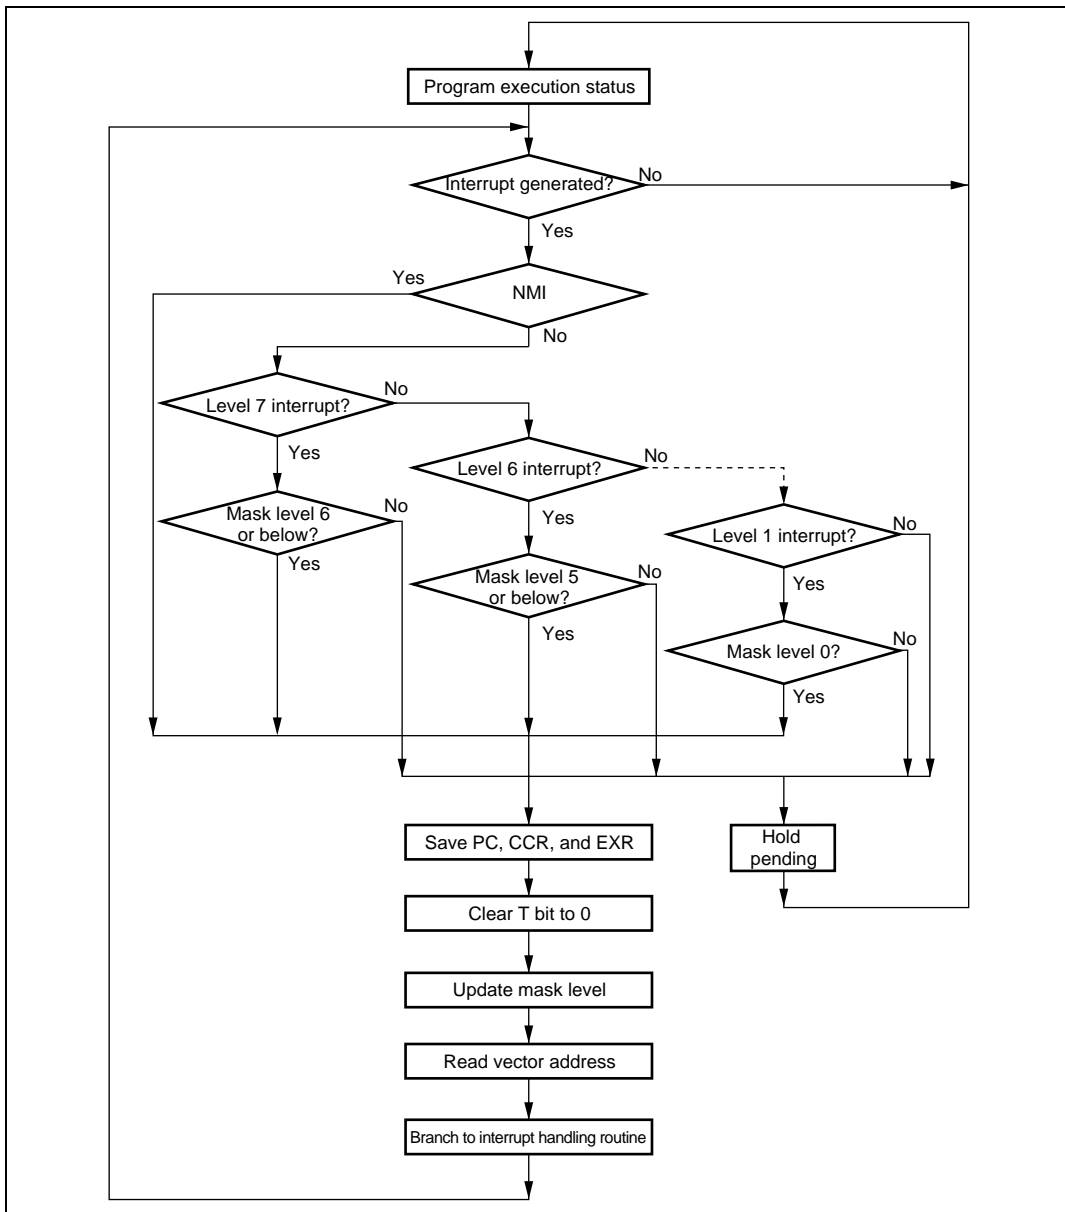 Program execution status
Interrupt generated?
No
Yes
Yes
NMI
No
Level 7 interrupt?
No
Yes
Level 6 interrupt?
No
Mask level 6
or below?
No
Yes
Yes
Level 1 interrupt?
No
Mask level 5
or below?
No
Yes
Yes
Mask level 0?
No
Yes
Save PC, CCR, and EXR
Hold
pending
Clear T bit to 0
Update mask level
Read vector address
Branch to interrupt handling routine